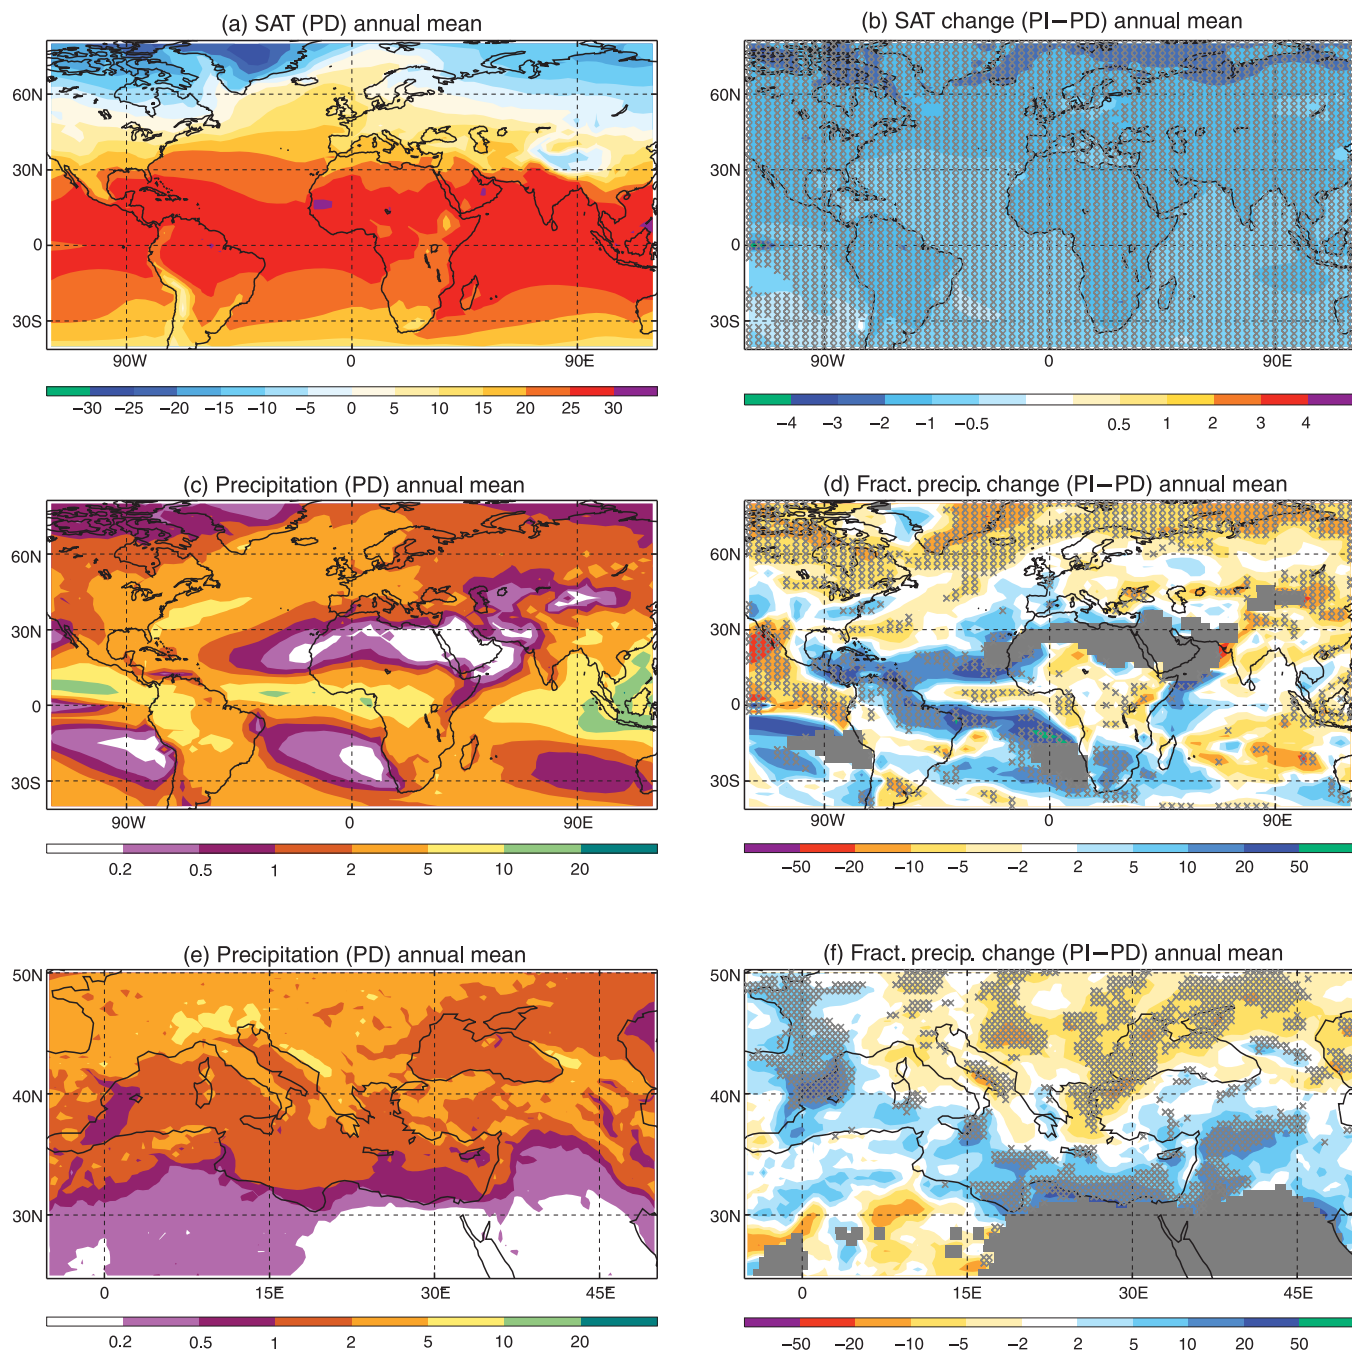 (a) SAT (PD) annual mean
60N
30N
0
30S
90W 0 90E
−30 −25 −20 −15 −10 −5 0 5 10 15 20 25 30
(b) SAT change (PI−PD) annual mean
60N
30N
0
30S
90W 0 90E
−4 −3 −2 −1 −0.5 0.5 1 2 3 4
(c) Precipitation (PD) annual mean
60N
30N
0
30S
90W 0 90E
0.2 0.5 1 2 5 10 20
(d) Fract. precip. change (PI−PD) annual mean
60N
30N
0
30S
90W 0 90E
−50 −20 −10 −5 −2 2 5 10 20 50
(e) Precipitation (PD) annual mean
50N
40N
30N
0 15E 30E 45E
0.2 0.5 1 2 5 10 20
(f) Fract. precip. change (PI−PD) annual mean
50N
40N
30N
0 15E 30E 45E
−50 −20 −10 −5 −2 2 5 10 20 50